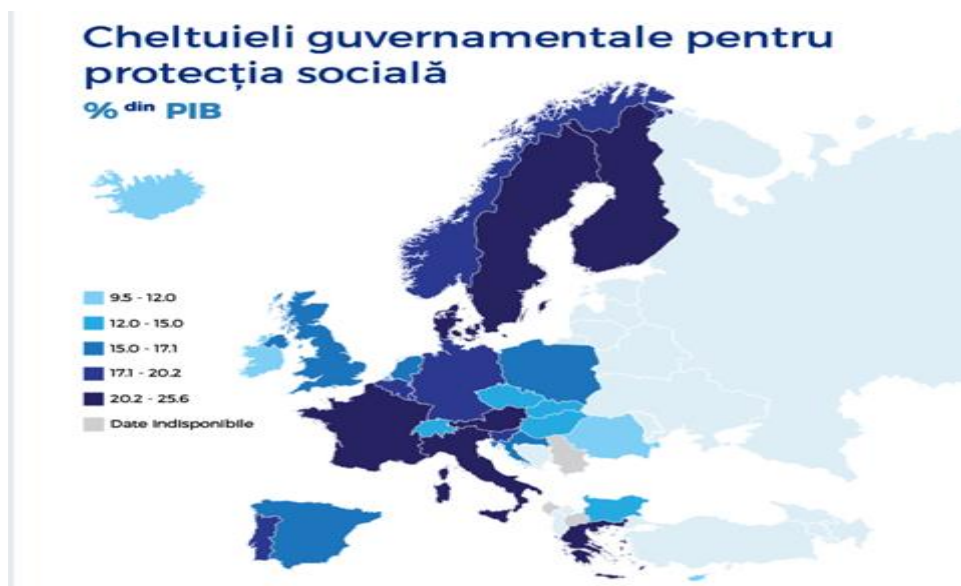 Cheltuieli guvernamentale pentru
protecția socială
% din PIB
9.5 - 12.0
12.0 - 15.0
15.0 - 17.1
17.1 - 20.2
20.2 - 25.6
Date Indisponibile